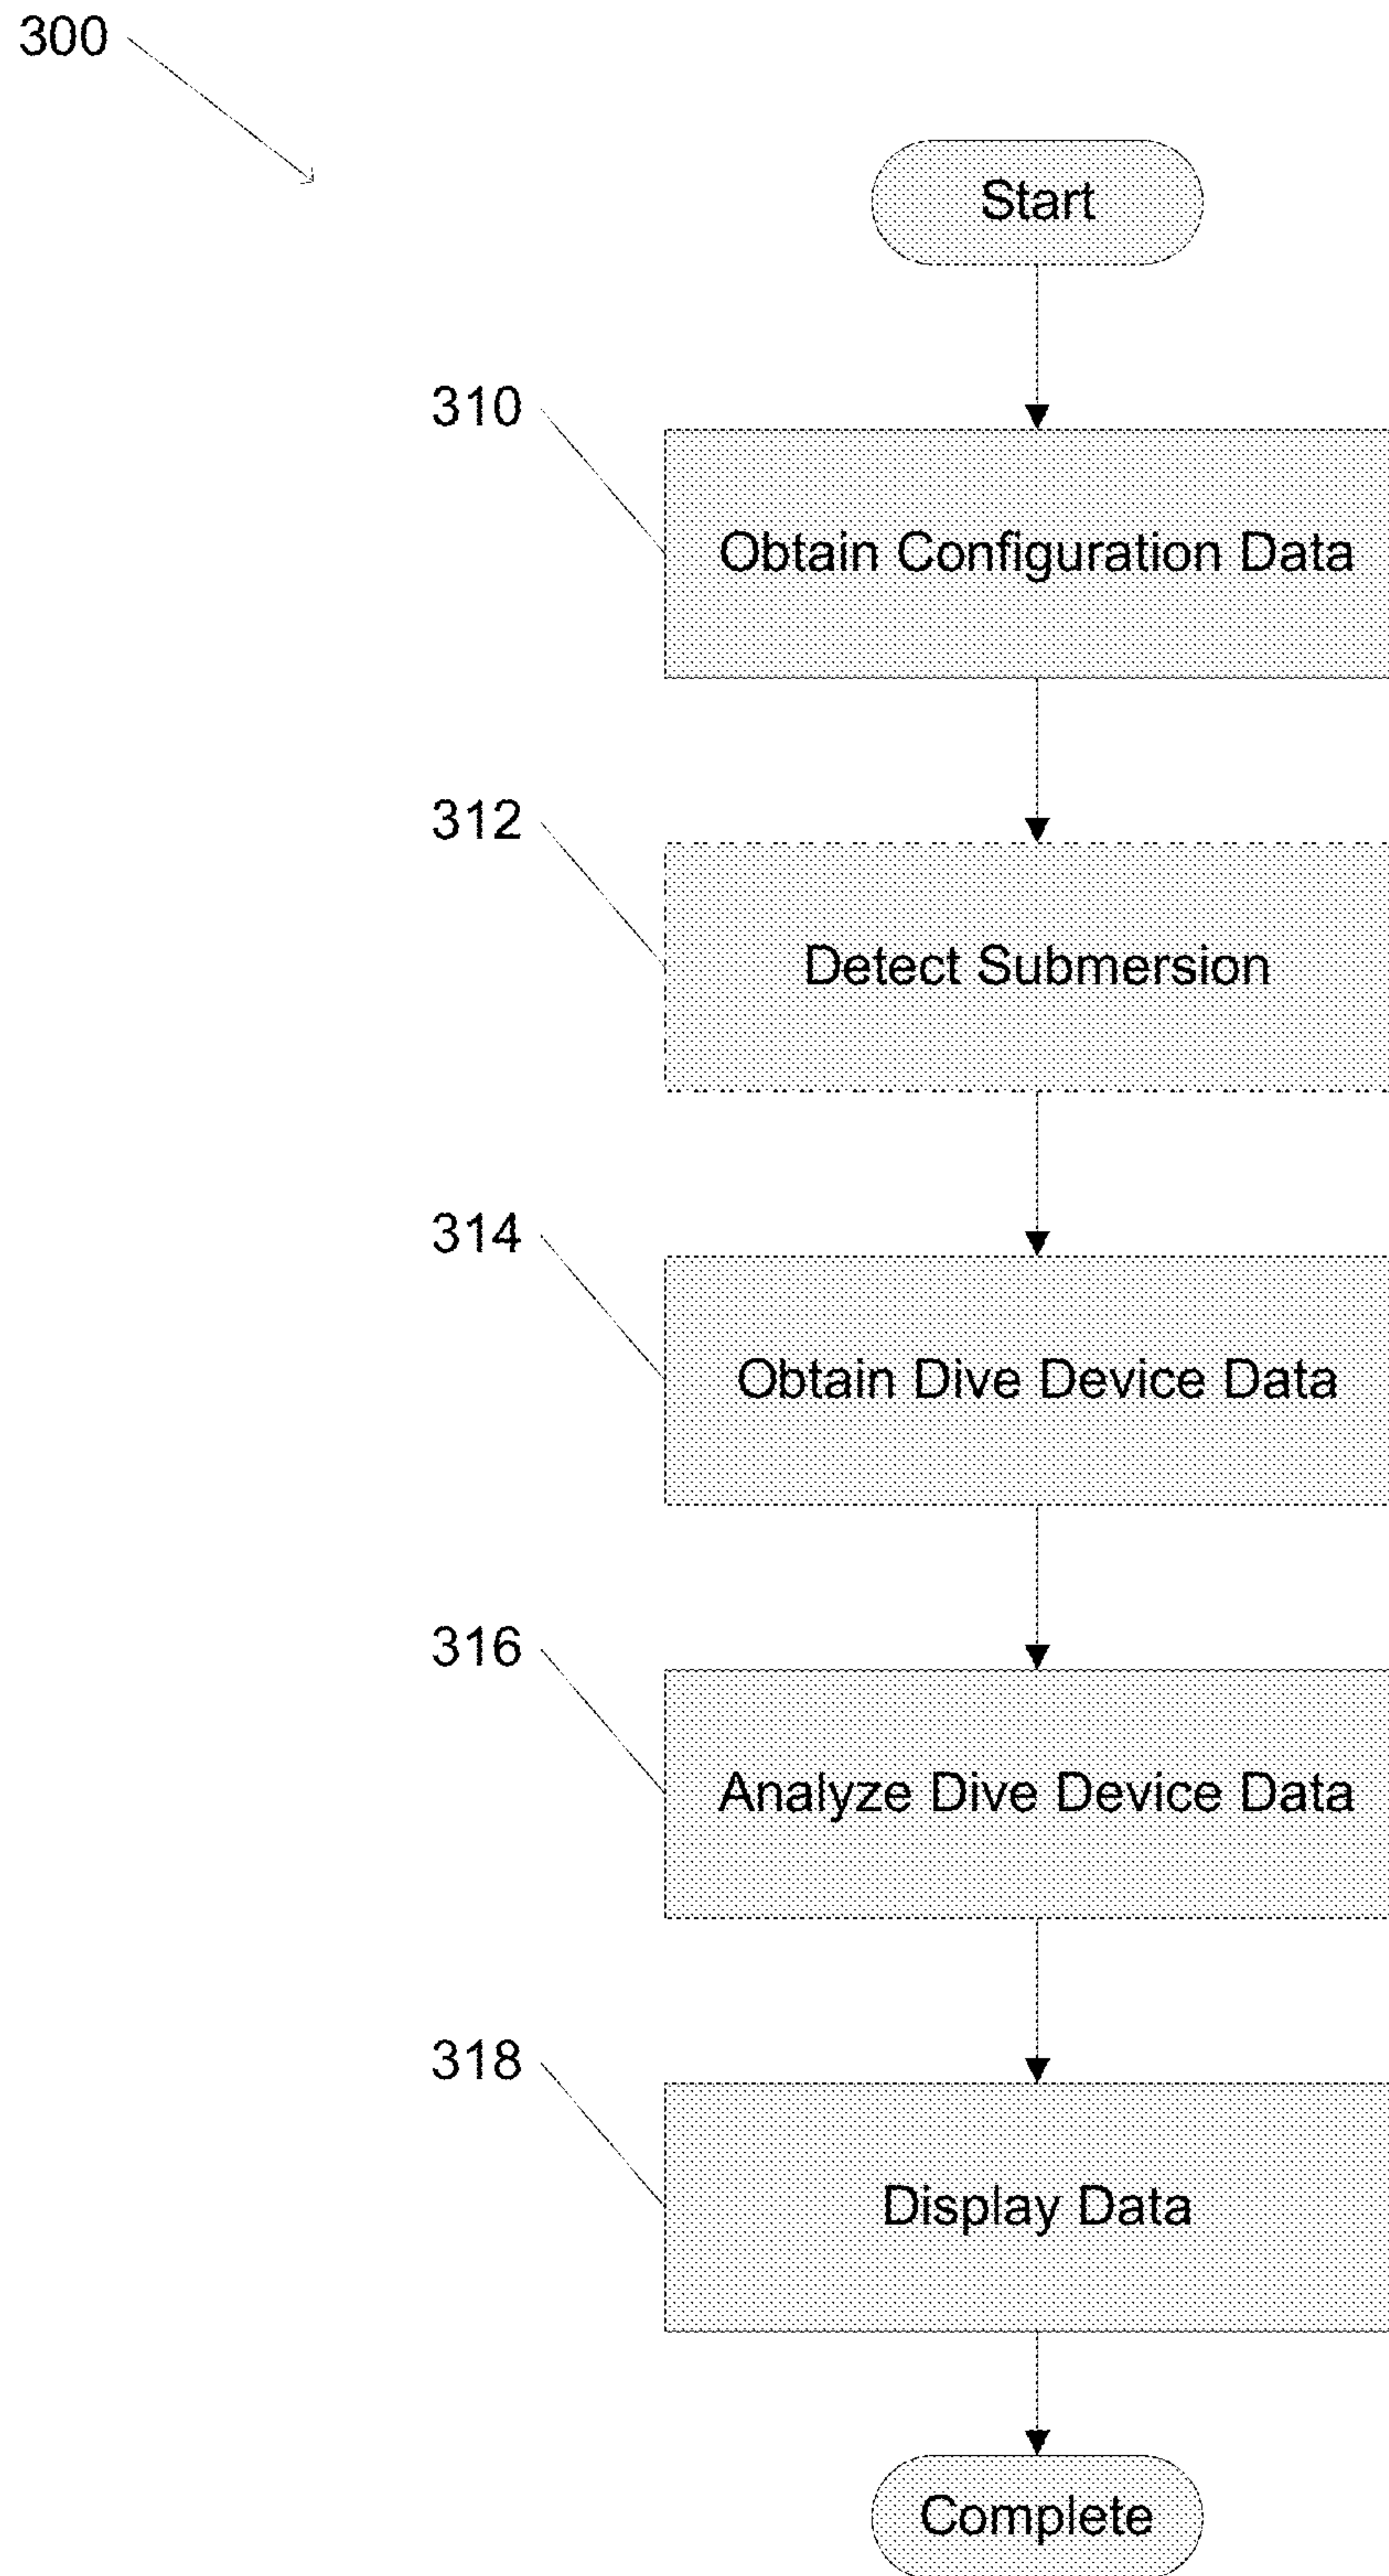 300
Start
310
Obtain Configuration Data
312
Detect Submersion
314
Obtain Dive Device Data
316
Analyze Dive Device Data
318
Display Data
Complete